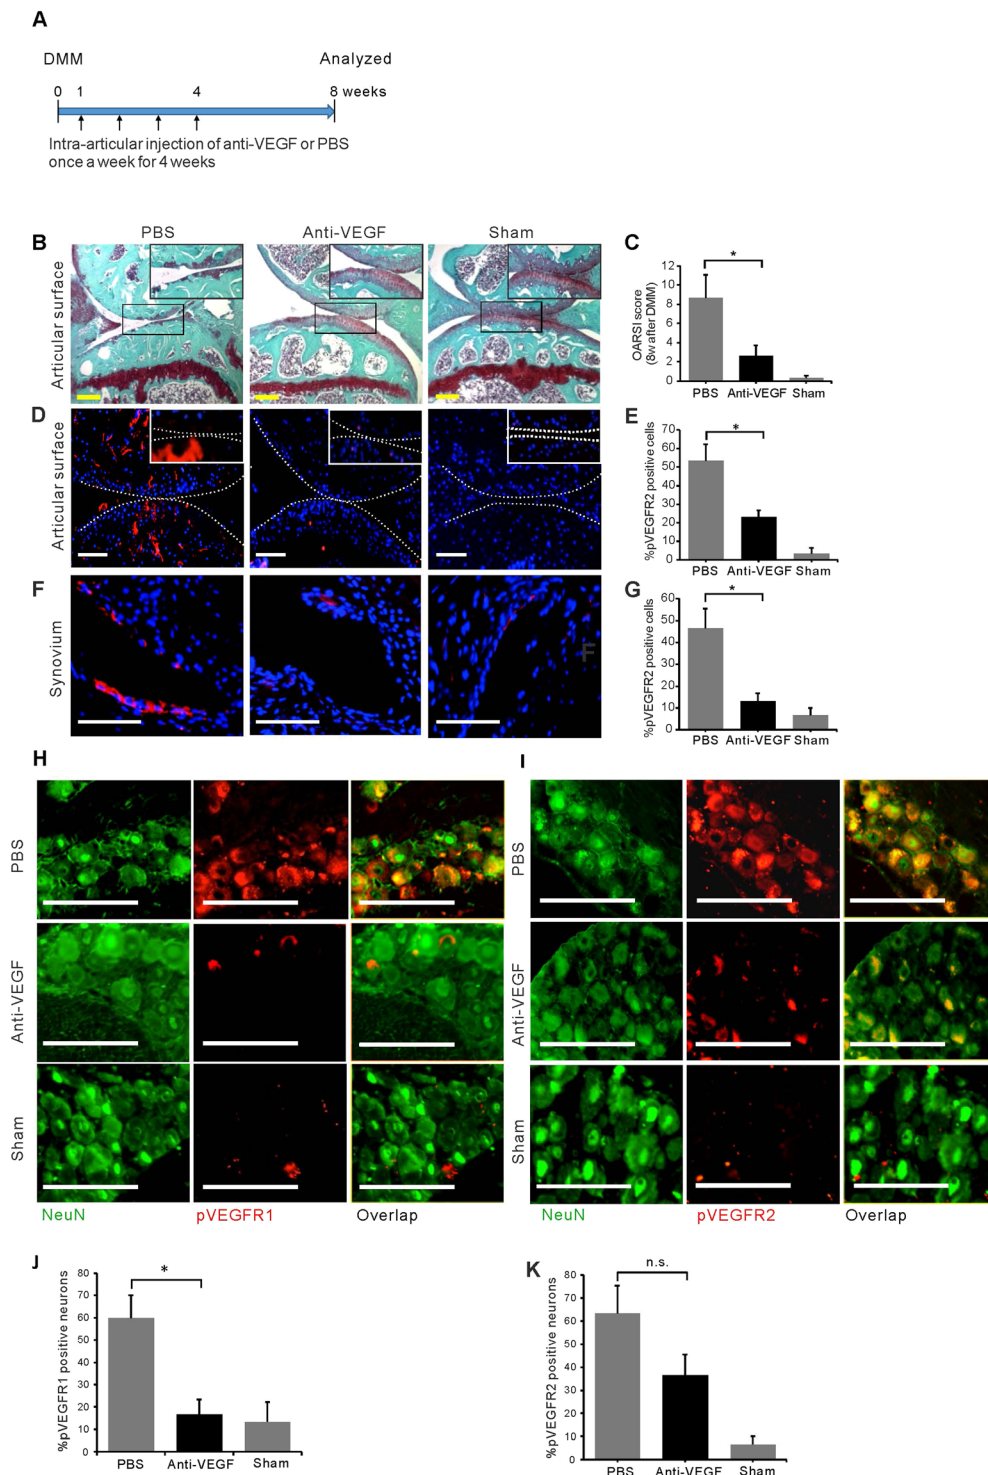 A
DMM
Analyzed
0 1 4 8 weeks
Intra-articular injection of anti-VEGF or PBS
once a week for 4 weeks
PBS
Anti-VEGF
Sham
B
Articular surface
C
OARSI score
(8w after DMM)
12
10
8
6
4
2
0
*
PBS Anti-VEGF Sham
D
Articular surface
E
%pVEGFR2 positive cells
70
60
50
40
30
20
10
0
*
PBS Anti-VEGF Sham
F
Synovium
F
G
%pVEGFR2 positive cells
60
50
40
30
20
10
0
*
PBS Anti-VEGF Sham
H
PBS
Anti-VEGF
Sham
NeuN pVEGFR1 Overlap
I
PBS
Anti-VEGF
Sham
NeuN pVEGFR2 Overlap
J
%pVEGFR1 positive neurons
80
70
60
50
40
30
20
10
0
*
PBS Anti-VEGF Sham
K
%pVEGFR2 positive neurons
80
70
60
50
40
30
20
10
0
n.s.
PBS Anti-VEGF Sham